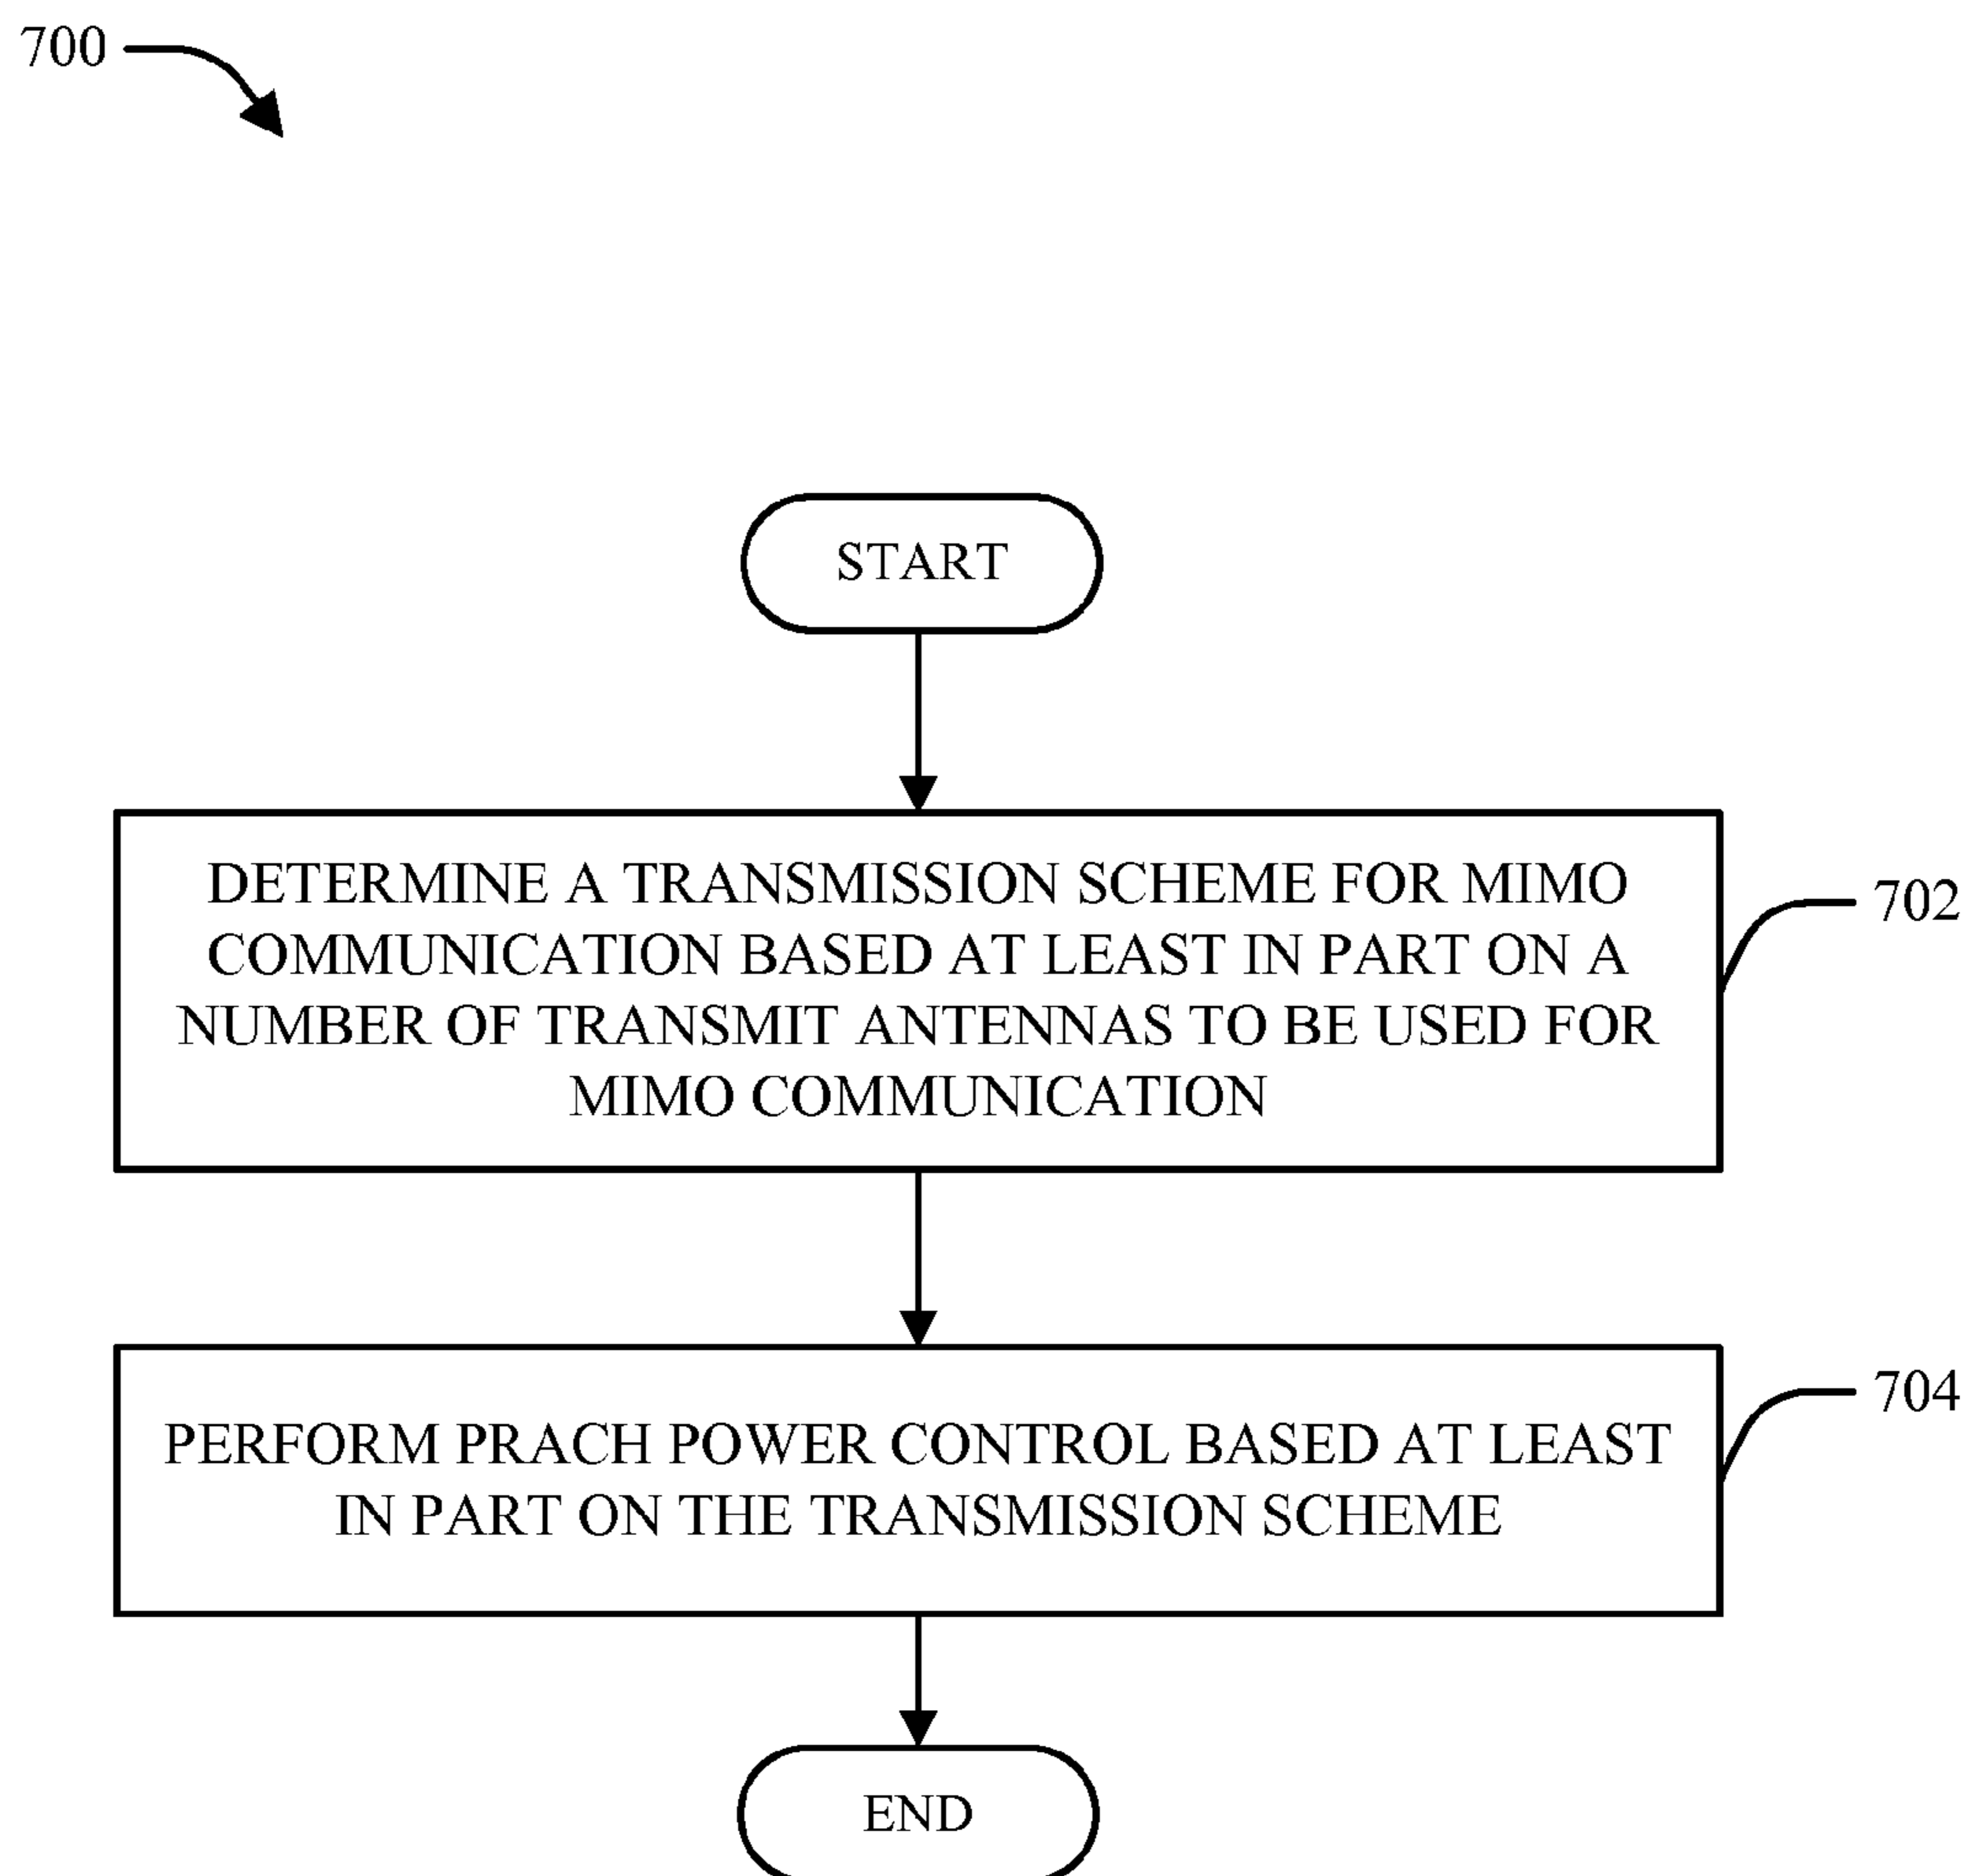 700
START
DETERMINE A TRANSMISSION SCHEME FOR MIMO
COMMUNICATION BASED AT LEAST IN PART ON A
NUMBER OF TRANSMIT ANTENNAS TO BE USED FOR
MIMO COMMUNICATION
702
PERFORM PRACH POWER CONTROL BASED AT LEAST
IN PART ON THE TRANSMISSION SCHEME
704
END